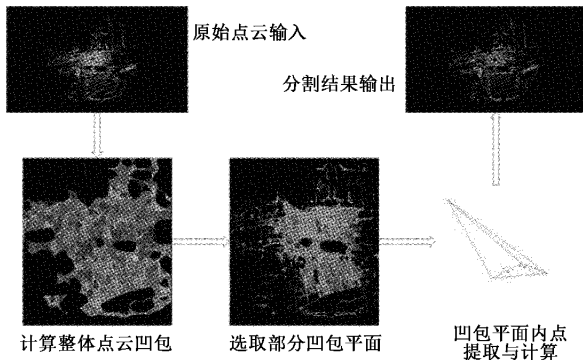 原始点云输入
分割结果输出
计算整体点云凹包
选取部分凹包平面
凹包平面内点
提取与计算